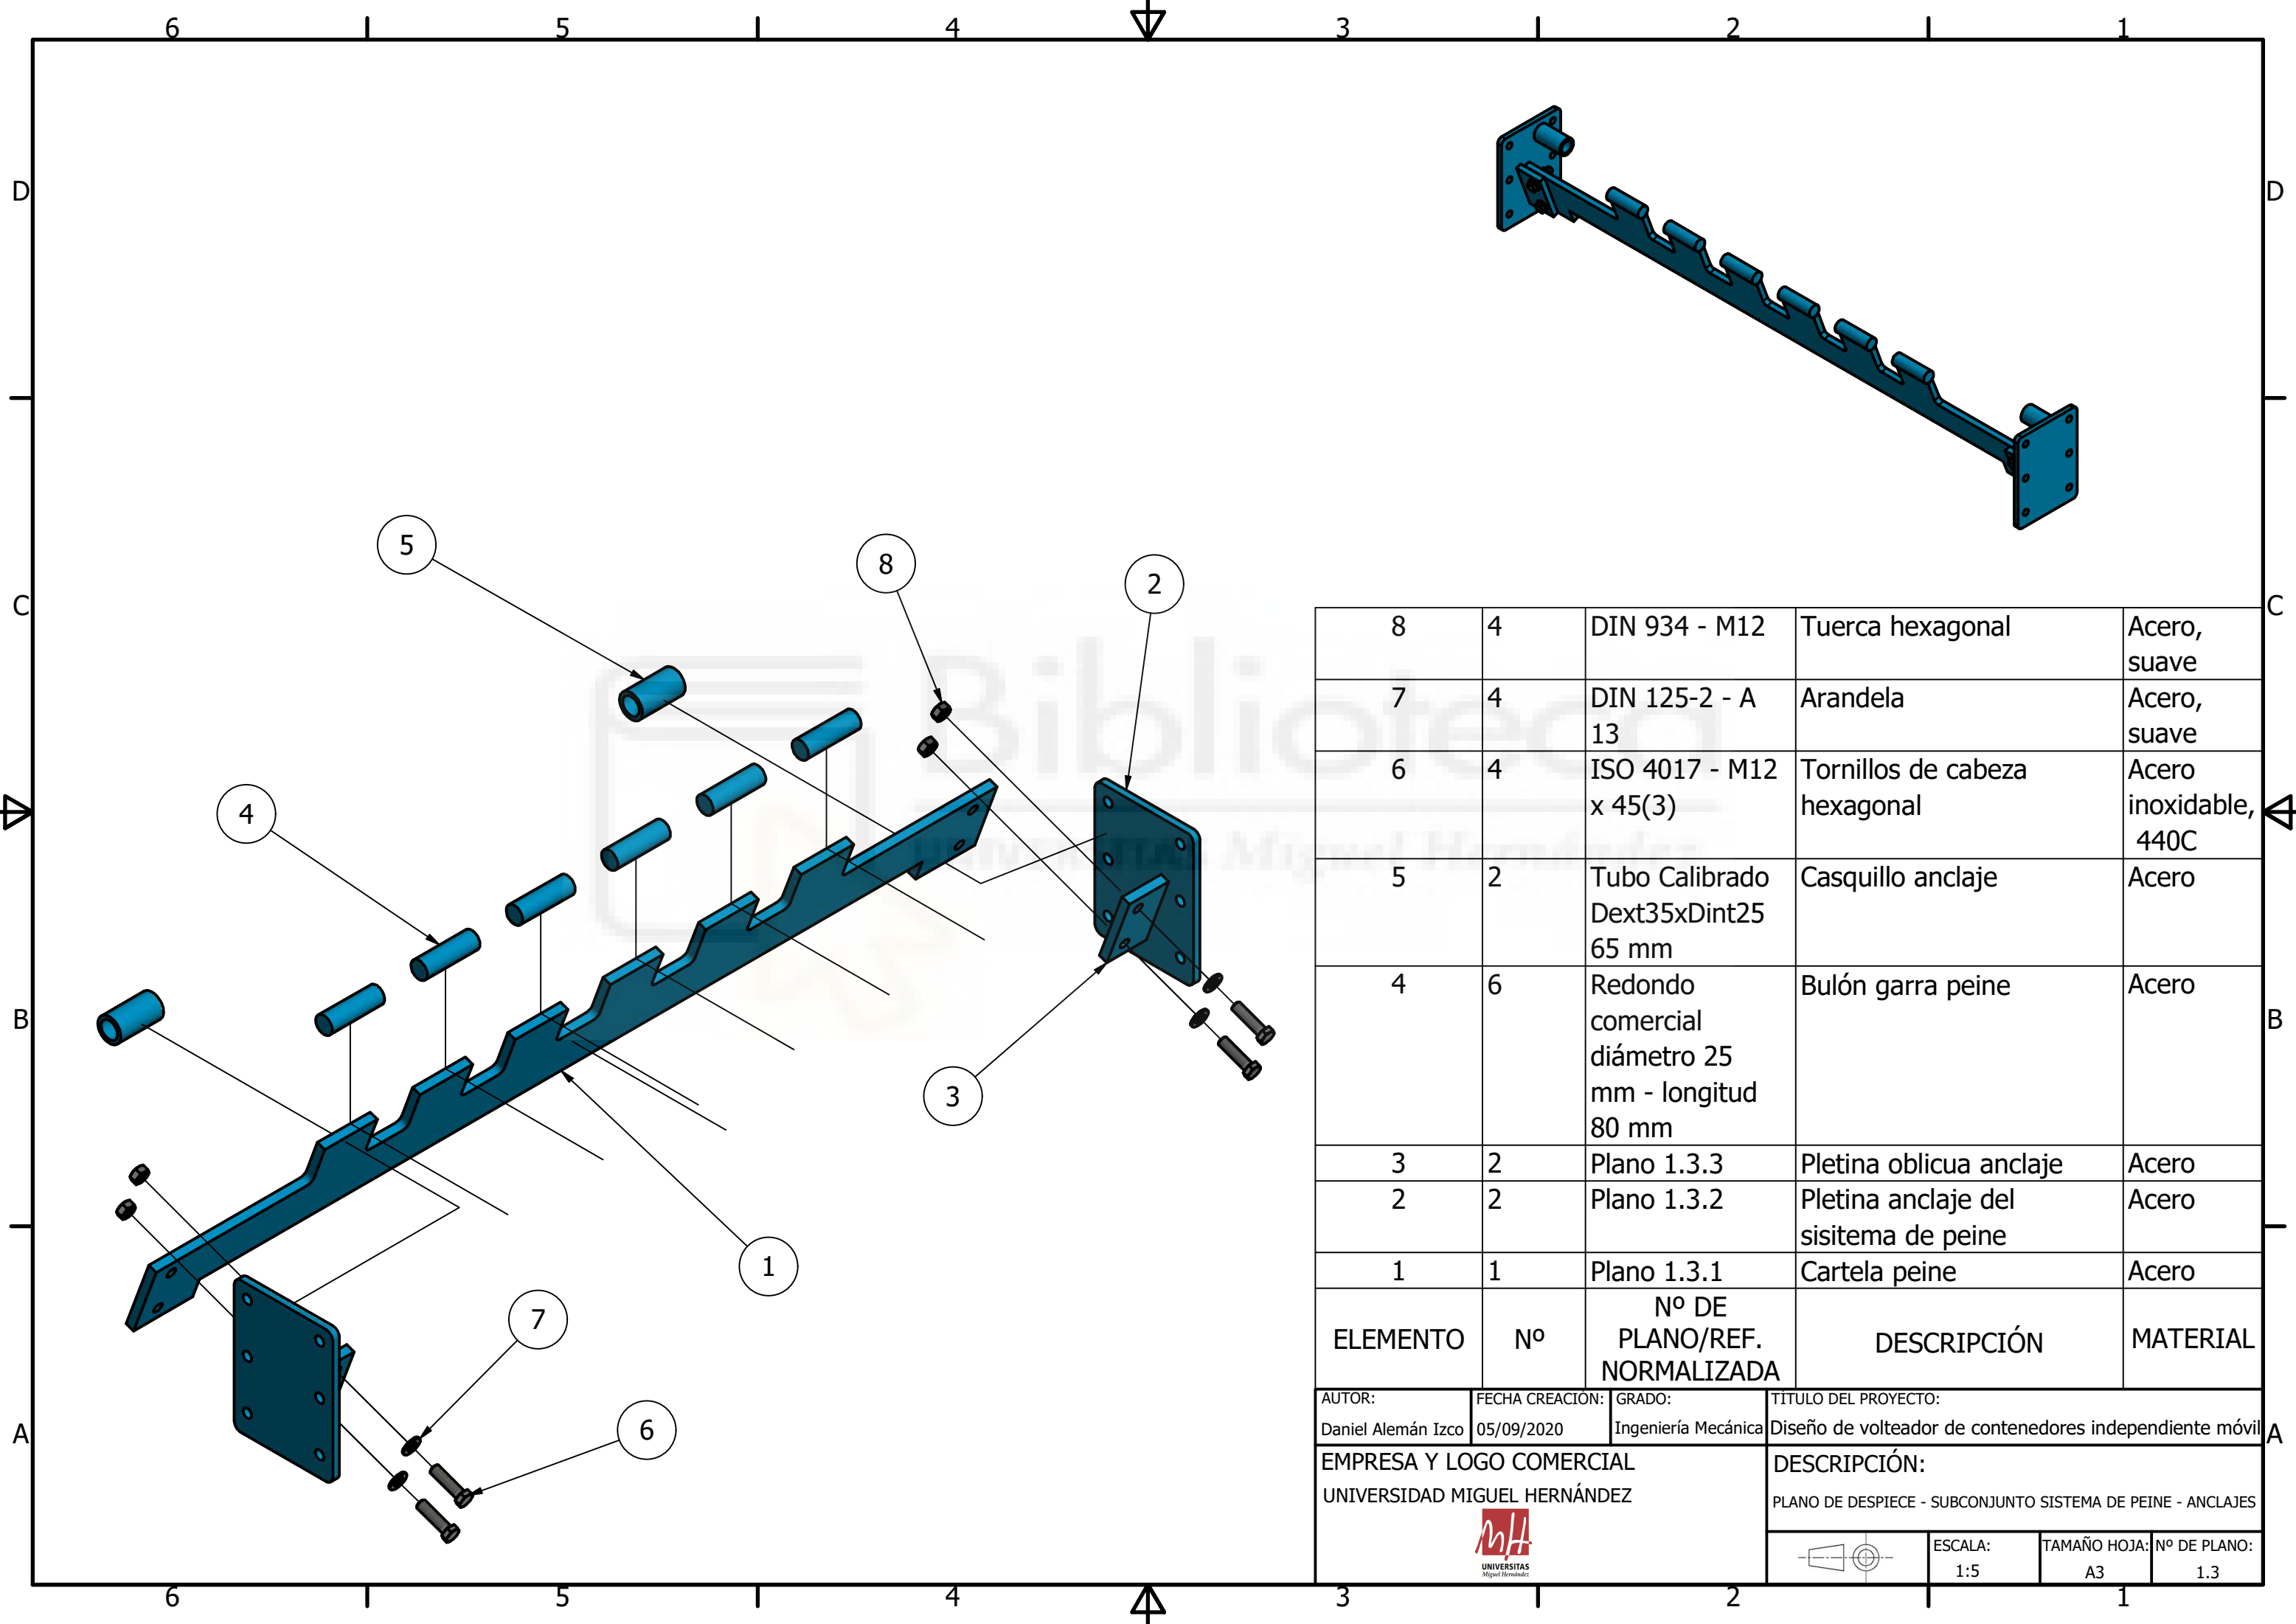 6 5 4 3 2 1
D D
C C
B B
A A
5
8
2
4
3
1
7
6
Biblioteca
UNIVERSITAS Miguel Hernández
8 4 DIN 934 - M12 Tuerca hexagonal Acero,
suave
7 4 DIN 125-2 - A Arandela Acero,
13 suave
6 4 ISO 4017 - M12 Tornillos de cabeza Acero
x 45(3) hexagonal inoxidable,
440C
5 2 Tubo Calibrado Casquillo anclaje Acero
Dext35xDint25
65 mm
4 6 Redondo Bulón garra peine Acero
comercial
diámetro 25
mm - longitud
80 mm
3 2 Plano 1.3.3 Pletina oblicua anclaje Acero
2 2 Plano 1.3.2 Pletina anclaje del Acero
sisitema de peine
1 1 Plano 1.3.1 Cartela peine Acero
ELEMENTO Nº Nº DE
PLANO/REF.
NORMALIZADA DESCRIPCIÓN MATERIAL
AUTOR: FECHA CREACIÓN: GRADO: TÍTULO DEL PROYECTO:
Daniel Alemán Izco 05/09/2020 Ingeniería Mecánica Diseño de volteador de contenedores independiente móvil
EMPRESA Y LOGO COMERCIAL
UNIVERSIDAD MIGUEL HERNÁNDEZ
UNIVERSITAS
Miguel Hernández
DESCRIPCIÓN:
PLANO DE DESPIECE - SUBCONJUNTO SISTEMA DE PEINE - ANCLAJES
ESCALA: TAMAÑO HOJA: Nº DE PLANO:
1:5 A3 1.3
6 5 4 3 2 1